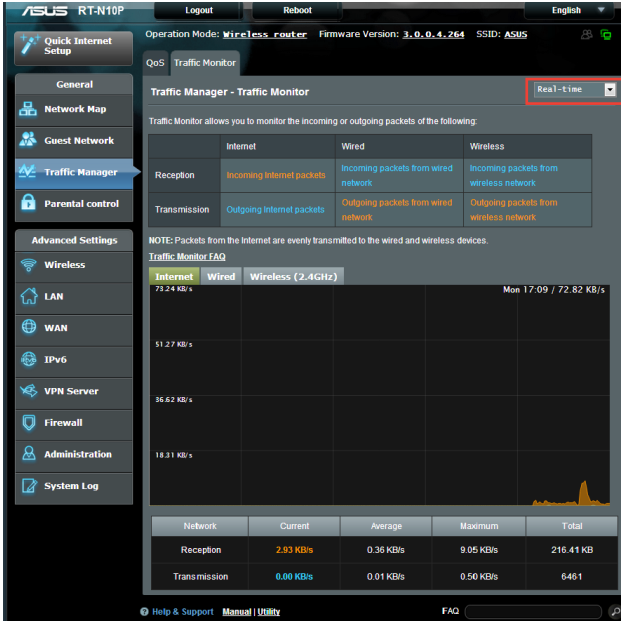 ASUS RT-N10P Logout Reboot English
Operation Mode: Wireless router Firmware Version: 3.0.0.4.264 SSID: ASUS
Quick Internet
Setup
General
Network Map
Guest Network
Traffic Manager
Parental control
Advanced Settings
Wireless
LAN
WAN
IPv6
VPN Server
Firewall
Administration
System Log
QoS Traffic Monitor
Traffic Manager - Traffic Monitor Real-time
Traffic Monitor allows you to monitor the incoming or outgoing packets of the following:
Internet Wired Wireless
Reception Incoming Internet packets Incoming packets from wired network Incoming packets from wireless network
Transmission Outgoing Internet packets Outgoing packets from wired network Outgoing packets from wireless network
NOTE: Packets from the Internet are evenly transmitted to the wired and wireless devices.
Traffic Monitor FAQ
Internet Wired Wireless (2.4GHz)
73.24 KB/s Mon 17:09 / 72.82 KB/s
51.27 KB/s
36.62 KB/s
18.31 KB/s
Network Current Average Maximum Total
Reception 2.93 KB/s 0.36 KB/s 9.05 KB/s 216.41 KB
Transmission 0.00 KB/s 0.01 KB/s 0.50 KB/s 6461
Help & Support Manual | Utility FAQ